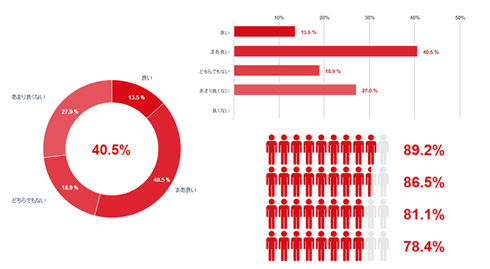 良い
13.5 %
まあ良い
40.5 %
どちらでもない
18.9 %
あまり良くない
27.0 %
40.5%
10%
20%
30%
40%
50%
良い
13.5 %
まあ良い
40.5 %
どちらでもない
18.9 %
あまり良くない
27.0 %
良くない
89.2%
86.5%
81.1%
78.4%